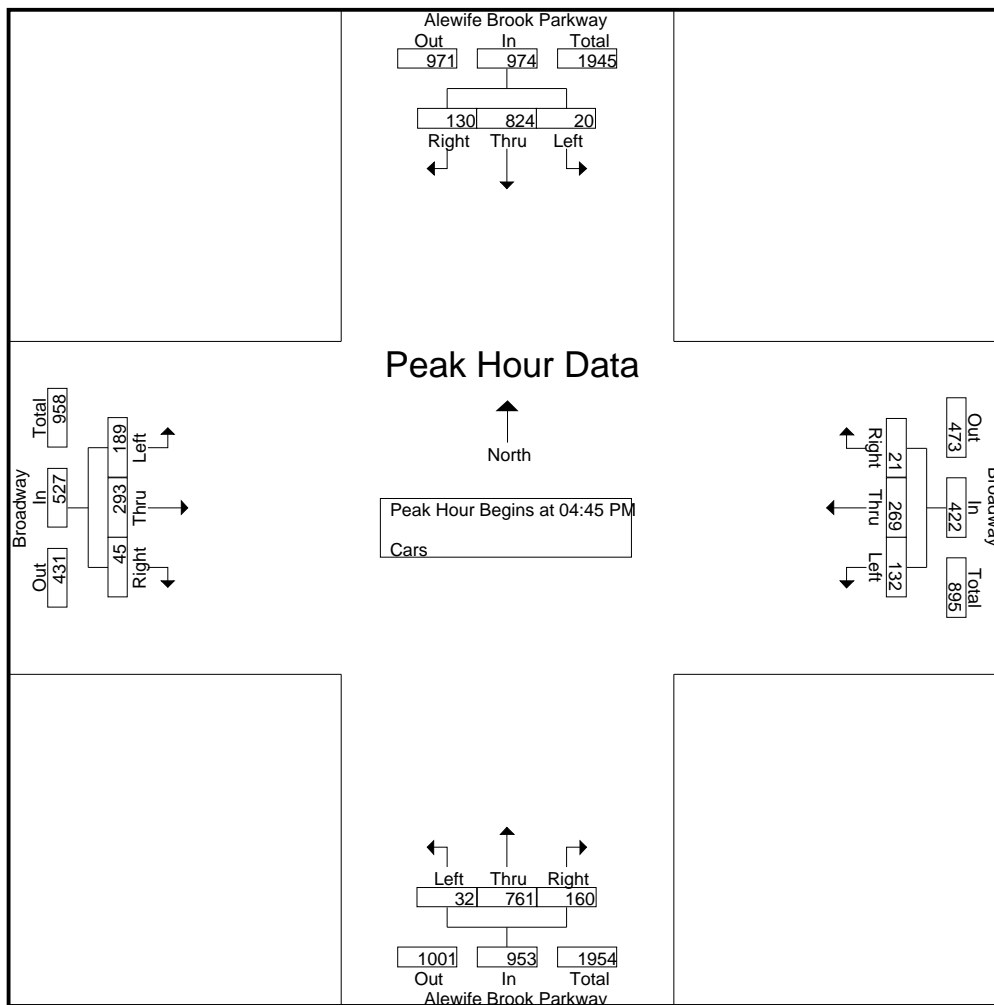 Alewife Brook Parkway
Out In Total
971 974 1945
130 824 20
Right Thru Left
Peak Hour Data
North
Peak Hour Begins at 04:45 PM
Cars
Broadway
Total In Out
958 527 431
189 293 45
Left Thru Right
Broadway
Out In Total
473 422 895
21 269 132
Right Thru Left
Left Thru Right
32 761 160
1001 953 1954
Out In Total
Alewife Brook Parkway